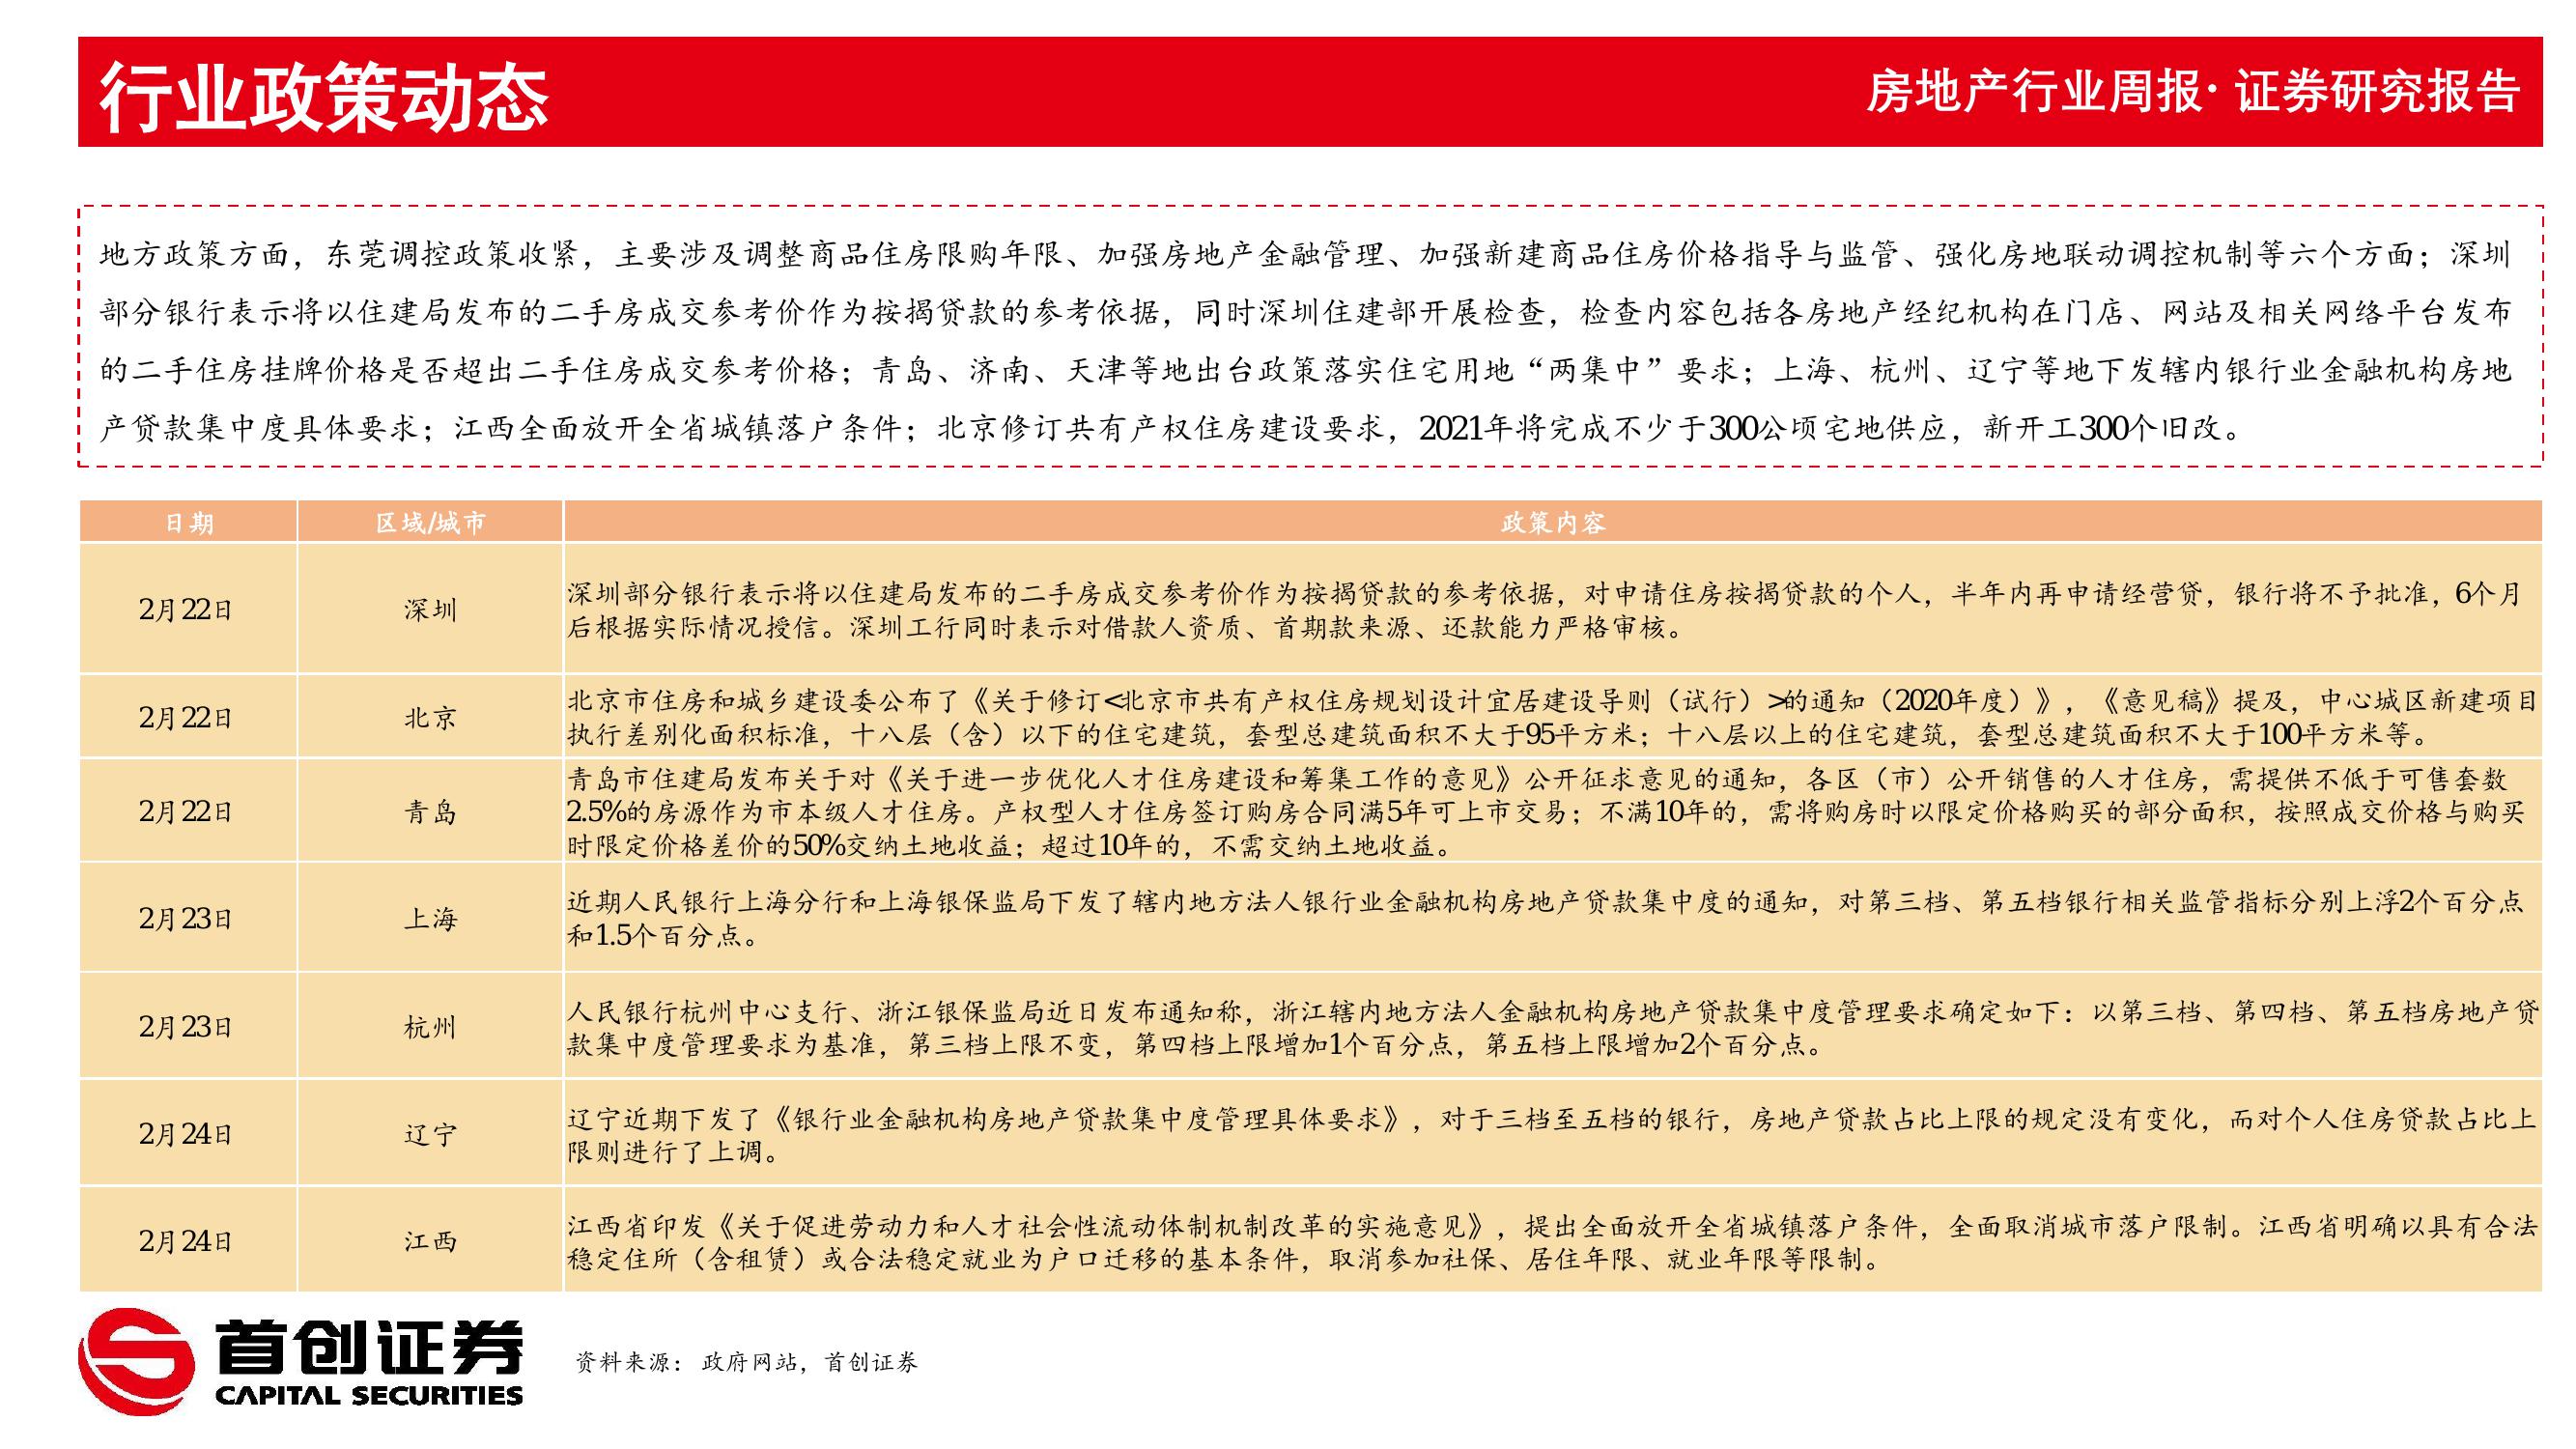 行业政策动态
房地产行业周报· 证券研究报告
地方政策方面，东莞调控政策收紧，主要涉及调整商品住房限购年限、加强房地产金融管理、加强新建商品住房价格指导与监管、强化房地联动调控机制等六个方面；深圳
部分银行表示将以住建局发布的二手房成交参考价作为按揭贷款的参考依据，同时深圳住建部开展检查，检查内容包括各房地产经纪机构在门店、网站及相关网络平台发布
的二手住房挂牌价格是否超出二手住房成交参考价格；青岛、济南、天津等地出台政策落实住宅用地“两集中”要求；上海、杭州、辽宁等地下发辖内银行业金融机构房地
产贷款集中度具体要求；江西全面放开全省城镇落户条件；北京修订共有产权住房建设要求，2021年将完成不少于300公顷宅地供应，新开工300个旧改。
日期 区域/城市 政策内容
2月22日 深圳 深圳部分银行表示将以住建局发布的二手房成交参考价作为按揭贷款的参考依据，对申请住房按揭贷款的个人，半年内再申请经营贷，银行将不予批准，6个月
后根据实际情况授信。深圳工行同时表示对借款人资质、首期款来源、还款能力严格审核。
2月22日 北京 北京市住房和城乡建设委公布了《关于修订<北京市共有产权住房规划设计宜居建设导则（试行）>的通知（2020年度）》，《意见稿》提及，中心城区新建项目
执行差别化面积标准，十八层（含）以下的住宅建筑，套型总建筑面积不大于95平方米；十八层以上的住宅建筑，套型总建筑面积不大于100平方米等。
2月22日 青岛 青岛市住建局发布关于对《关于进一步优化人才住房建设和筹集工作的意见》公开征求意见的通知，各区（市）公开销售的人才住房，需提供不低于可售套数
2.5%的房源作为市本级人才住房。产权型人才住房签订购房合同满5年可上市交易；不满10年的，需将购房时以限定价格购买的部分面积，按照成交价格与购买
时限定价格差价的50%交纳土地收益；超过10年的，不需交纳土地收益。
2月23日 上海 近期人民银行上海分行和上海银保监局下发了辖内地方法人银行业金融机构房地产贷款集中度的通知，对第三档、第五档银行相关监管指标分别上浮2个百分点
和1.5个百分点。
2月23日 杭州 人民银行杭州中心支行、浙江银保监局近日发布通知称，浙江辖内地方法人金融机构房地产贷款集中度管理要求确定如下：以第三档、第四档、第五档房地产贷
款集中度管理要求为基准，第三档上限不变，第四档上限增加1个百分点，第五档上限增加2个百分点。
2月24日 辽宁 辽宁近期下发了《银行业金融机构房地产贷款集中度管理具体要求》，对于三档至五档的银行，房地产贷款占比上限的规定没有变化，而对个人住房贷款占比上
限则进行了上调。
2月24日 江西 江西省印发《关于促进劳动力和人才社会性流动体制机制改革的实施意见》，提出全面放开全省城镇落户条件，全面取消城市落户限制。江西省明确以具有合法
稳定住所（含租赁）或合法稳定就业为户口迁移的基本条件，取消参加社保、居住年限、就业年限等限制。
首创证券
CAPITAL SECURITIES
资料来源：政府网站，首创证券